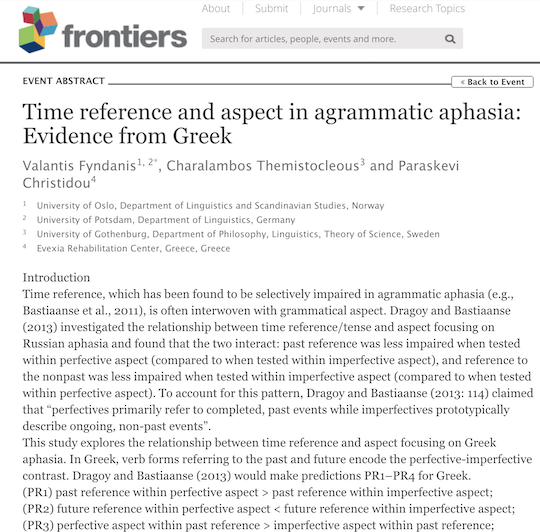 About Submit Journals Research Topics
frontiers
Search for articles, people, events and more.
EVENT ABSTRACT
« Back to Event
Time reference and aspect in agrammatic aphasia:
Evidence from Greek
Valantis Fyndanis1, 2*, Charalambos Themistocleous3 and Paraskevi
Christidou4
1 University of Oslo, Department of Linguistics and Scandinavian Studies, Norway
2 University of Potsdam, Department of Linguistics, Germany
3 University of Gothenburg, Department of Philosophy, Linguistics, Theory of Science, Sweden
4 Evexia Rehabilitation Center, Greece, Greece
Introduction
Time reference, which has been found to be selectively impaired in agrammatic aphasia (e.g.,
Bastiaanse et al., 2011), is often interwoven with grammatical aspect. Dragoy and Bastiaanse
(2013) investigated the relationship between time reference/tense and aspect focusing on
Russian aphasia and found that the two interact: past reference was less impaired when tested
within perfective aspect (compared to when tested within imperfective aspect), and reference to
the nonpast was less impaired when tested within imperfective aspect (compared to when tested
within perfective aspect). To account for this pattern, Dragoy and Bastiaanse (2013: 114) claimed
that “perfectives primarily refer to completed, past events while imperfectives prototypically
describe ongoing, non-past events”.
This study explores the relationship between time reference and aspect focusing on Greek
aphasia. In Greek, verb forms referring to the past and future encode the perfective-imperfective
contrast. Dragoy and Bastiaanse (2013) would make predictions PR1–PR4 for Greek.
(PR1) past reference within perfective aspect > past reference within imperfective aspect;
(PR2) future reference within perfective aspect < future reference within imperfective aspect;
(PR3) perfective aspect within past reference > imperfective aspect within past reference;